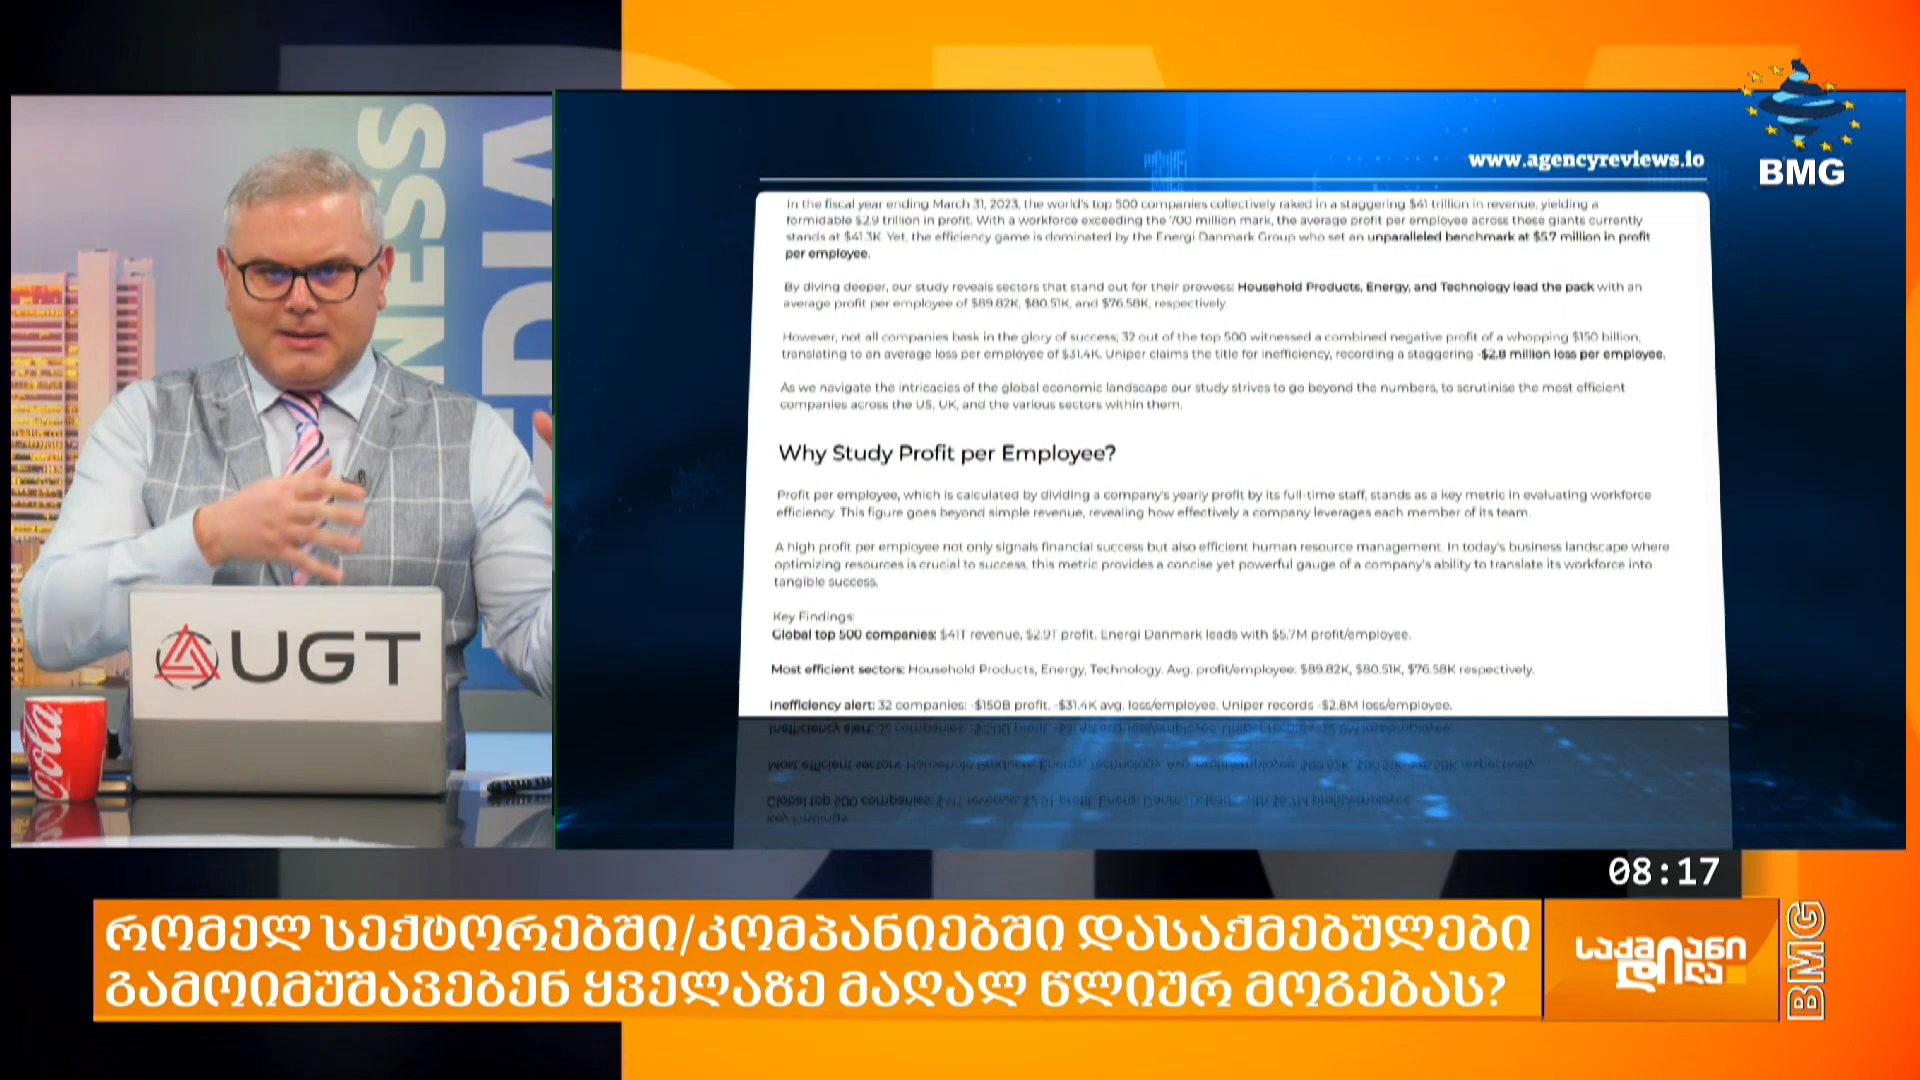 NESS
EDIA
BMG
www.agencyreviews.io
In the fiscal year ending March 31, 2023, the world's top 500 companies collectively raked in a staggering $41 trillion in revenue, yielding a
formidable $2.9 trillion in profit. With a workforce exceeding the 700 million mark, the average profit per employee across these giants currently
stands at $41.3K. Yet, the efficiency game is dominated by the Energi Danmark Group who set an unparalleled benchmark at $5.7 million in profit
per employee.
By diving deeper, our study reveals sectors that stand out for their prowess: Household Products, Energy, and Technology lead the pack with an
average profit per employee of $89.82K, $80.51K, and $76.58K, respectively.
However, not all companies bask in the glory of success; 32 out of the top 500 witnessed a combined negative profit of a whopping $150 billion,
translating to an average loss per employee of $31.4K. Uniper claims the title for inefficiency, recording a staggering -$2.8 million loss per employee.
As we navigate the intricacies of the global economic landscape our study strives to go beyond the numbers, to scrutinise the most efficient
companies across the US, UK, and the various sectors within them.
Why Study Profit per Employee?
Profit per employee, which is calculated by dividing a company's yearly profit by its full-time staff, stands as a key metric in evaluating workforce
efficiency. This figure goes beyond simple revenue, revealing how effectively a company leverages each member of its team.
A high profit per employee not only signals financial success but also efficient human resource management. In today's business landscape where
optimizing resources is crucial to success, this metric provides a concise yet powerful gauge of a company's ability to translate its workforce into
tangible success.
Key Findings:
Global top 500 companies: $41T revenue, $2.9T profit. Energi Danmark leads with $5.7M profit/employee.
Most efficient sectors: Household Products, Energy, Technology. Avg. profit/employee: $89.82K, $80.51K, $76.58K respectively.
Inefficiency alert: 32 companies: -$150B profit, -$31.4K avg. loss/employee. Uniper records -$2.8M loss/employee.
UGT
Cola
08:17
რომელ სექტორებში/კომპანიებში დასაქმებულები
გამოიმუშავებენ ყველაზე მაღალ წლიურ მოგებას?
საქმიანი
დილა
BMG